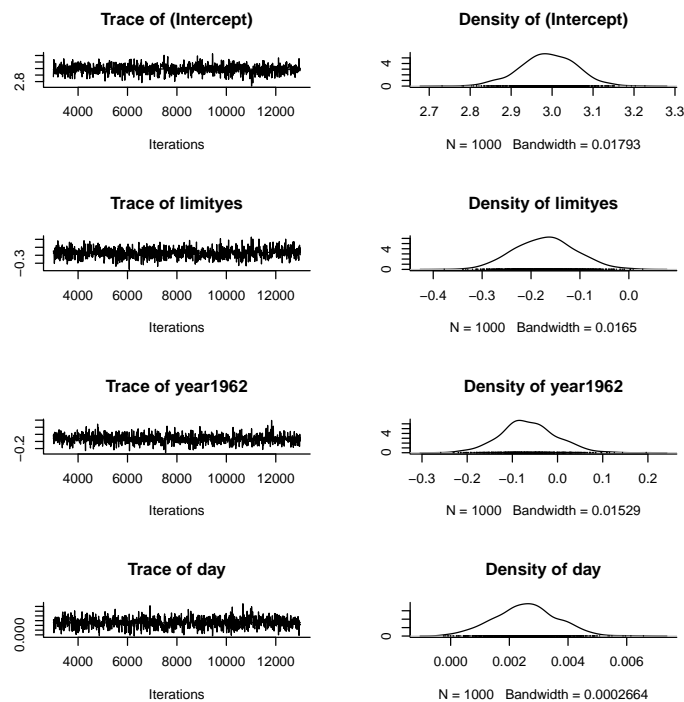 Trace of (Intercept)
2.8
4000 6000 8000 10000 12000
Iterations
Density of (Intercept)
0 4
2.7 2.8 2.9 3.0 3.1 3.2 3.3
N = 1000 Bandwidth = 0.01793
Trace of limityes
−0.3
4000 6000 8000 10000 12000
Iterations
Density of limityes
0 4
−0.4 −0.3 −0.2 −0.1 0.0
N = 1000 Bandwidth = 0.0165
Trace of year1962
−0.2
4000 6000 8000 10000 12000
Iterations
Density of year1962
0 4
−0.3 −0.2 −0.1 0.0 0.1 0.2
N = 1000 Bandwidth = 0.01529
Trace of day
0.000
4000 6000 8000 10000 12000
Iterations
Density of day
0
0.000 0.002 0.004 0.006
N = 1000 Bandwidth = 0.0002664